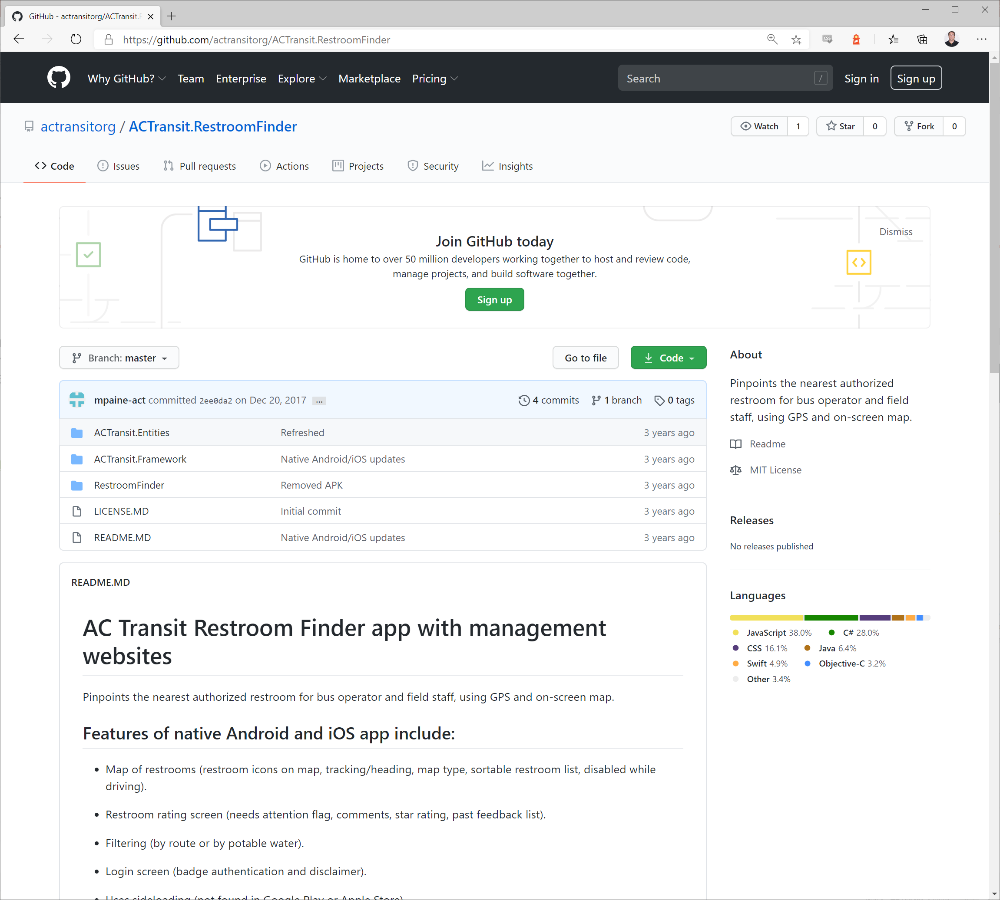 GitHub - actransitorg/ACTransit.
https://github.com/actransitorg/ACTransit.RestroomFinder
CSS
Why GitHub? Team Enterprise Explore Marketplace Pricing
Search /
Sign in Sign up
actransitorg / ACTransit.RestroomFinder
Watch 1 Star 0 Fork 0
Code Issues Pull requests Actions Projects Security Insights
Dismiss
Join GitHub today
GitHub is home to over 50 million developers working together to host and review code,
manage projects, and build software together.
Sign up
Branch: master
Go to file Code
mpaine-act committed 2ee0da2 on Dec 20, 2017 ... 4 commits 1 branch 0 tags
ACTransit.Entities Refreshed 3 years ago
ACTransit.Framework Native Android/iOS updates 3 years ago
RestroomFinder Removed APK 3 years ago
LICENSE.MD Initial commit 3 years ago
README.MD Native Android/iOS updates 3 years ago
README.MD
AC Transit Restroom Finder app with management
websites
Pinpoints the nearest authorized restroom for bus operator and field staff, using GPS and on-screen map.
Features of native Android and iOS app include:
• Map of restrooms (restroom icons on map, tracking/heading, map type, sortable restroom list, disabled while
driving).
• Restroom rating screen (needs attention flag, comments, star rating, past feedback list).
• Filtering (by route or by potable water).
• Login screen (badge authentication and disclaimer).
• Uses sideloading (not found in Google Play or Apple Store)
About
Pinpoints the nearest authorized
restroom for bus operator and field
staff, using GPS and on-screen map.
Readme
MIT License
Releases
No releases published
Languages
JavaScript 38.0% C# 28.0%
CSS 16.1% Java 6.4%
Swift 4.9% Objective-C 3.2%
Other 3.4%